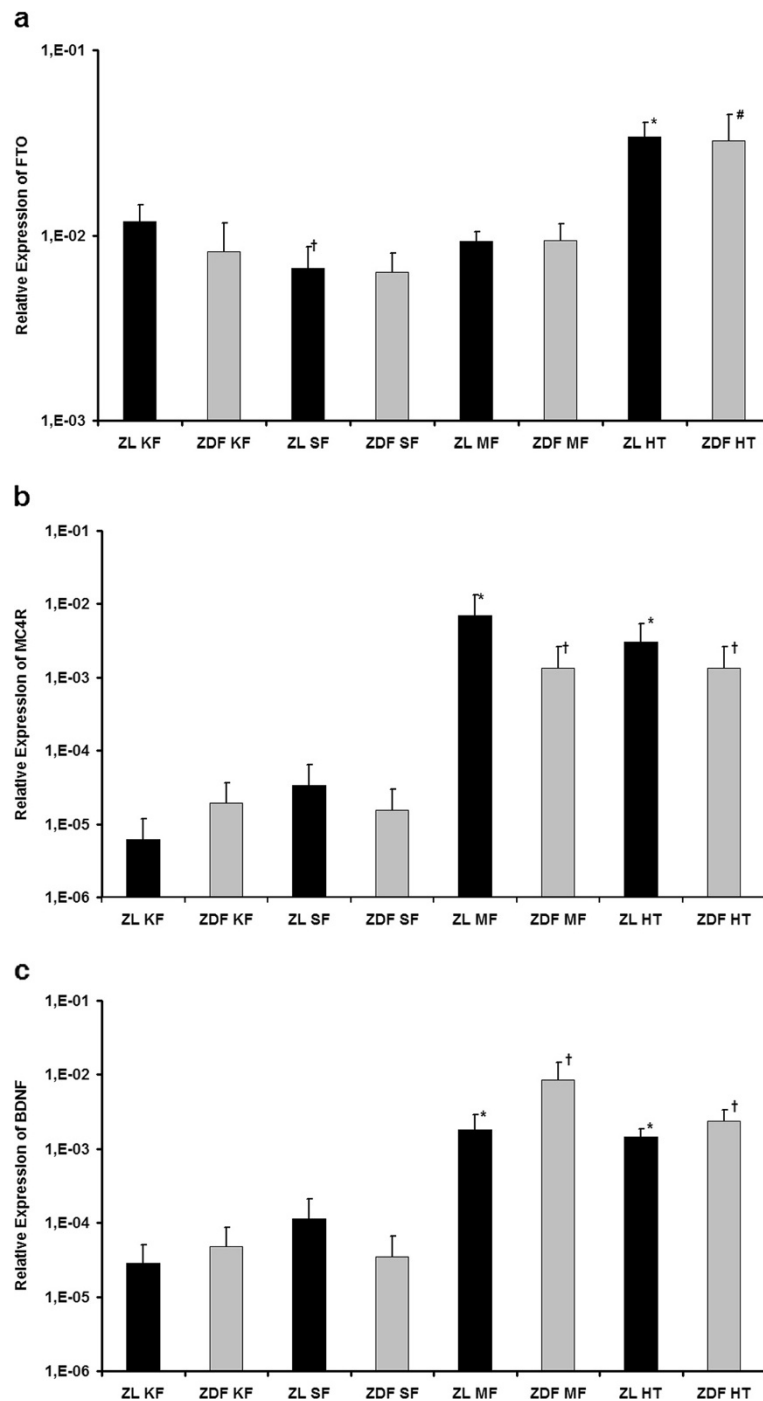 a
1,E-01
1,E-02
1,E-03
Relative Expression of FTO
†
*
#
ZL KF ZDF KF ZL SF ZDF SF ZL MF ZDF MF ZL HT ZDF HT
b
1,E-01
1,E-02
1,E-03
1,E-04
1,E-05
1,E-06
Relative Expression of MC4R
*
†
*
†
ZL KF ZDF KF ZL SF ZDF SF ZL MF ZDF MF ZL HT ZDF HT
c
1,E-01
1,E-02
1,E-03
1,E-04
1,E-05
1,E-06
Relative Expression of BDNF
*
†
*
†
ZL KF ZDF KF ZL SF ZDF SF ZL MF ZDF MF ZL HT ZDF HT